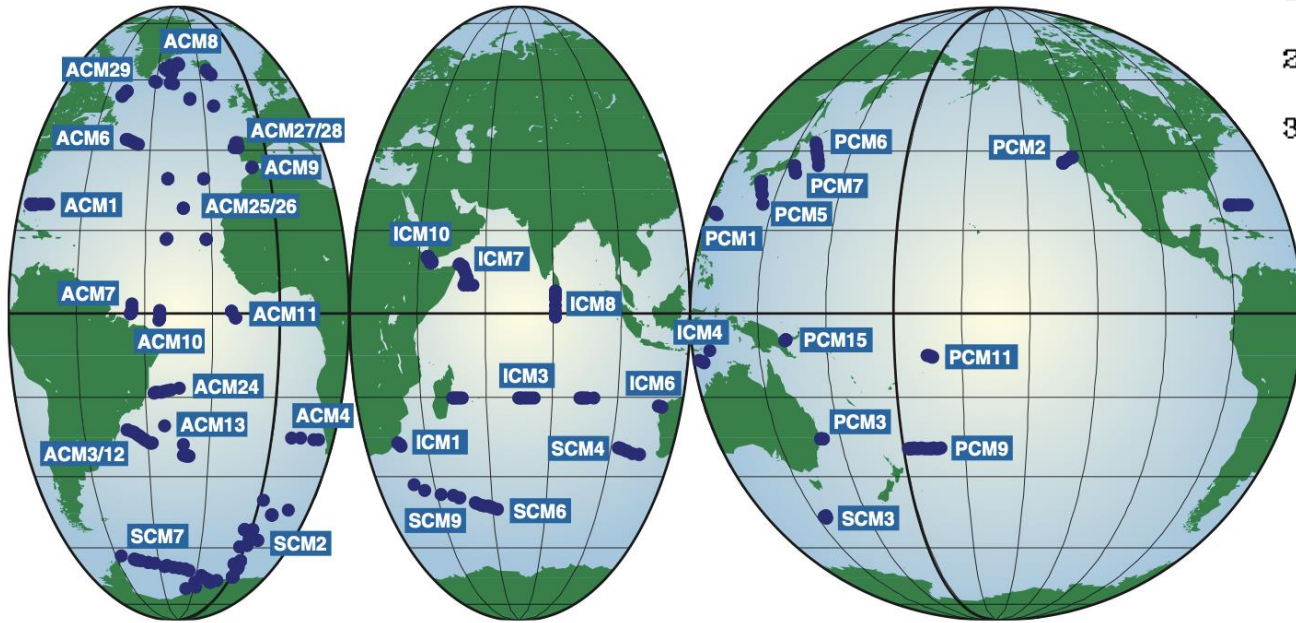 ACM8
ACM29
ACM6
ACM27/28
ACM9
ACM1
ACM25/26
ACM7
ACM11
ACM10
ACM24
ACM4
ACM13
ACM3/12
SCM7
SCM2
ICM10
ICM7
ICM8
ICM3
ICM6
ICM1
SCM4
SCM9
SCM6
PCM6
PCM2
PCM7
PCM5
PCM1
ICM4
PCM15
PCM11
PCM3
PCM9
SCM3